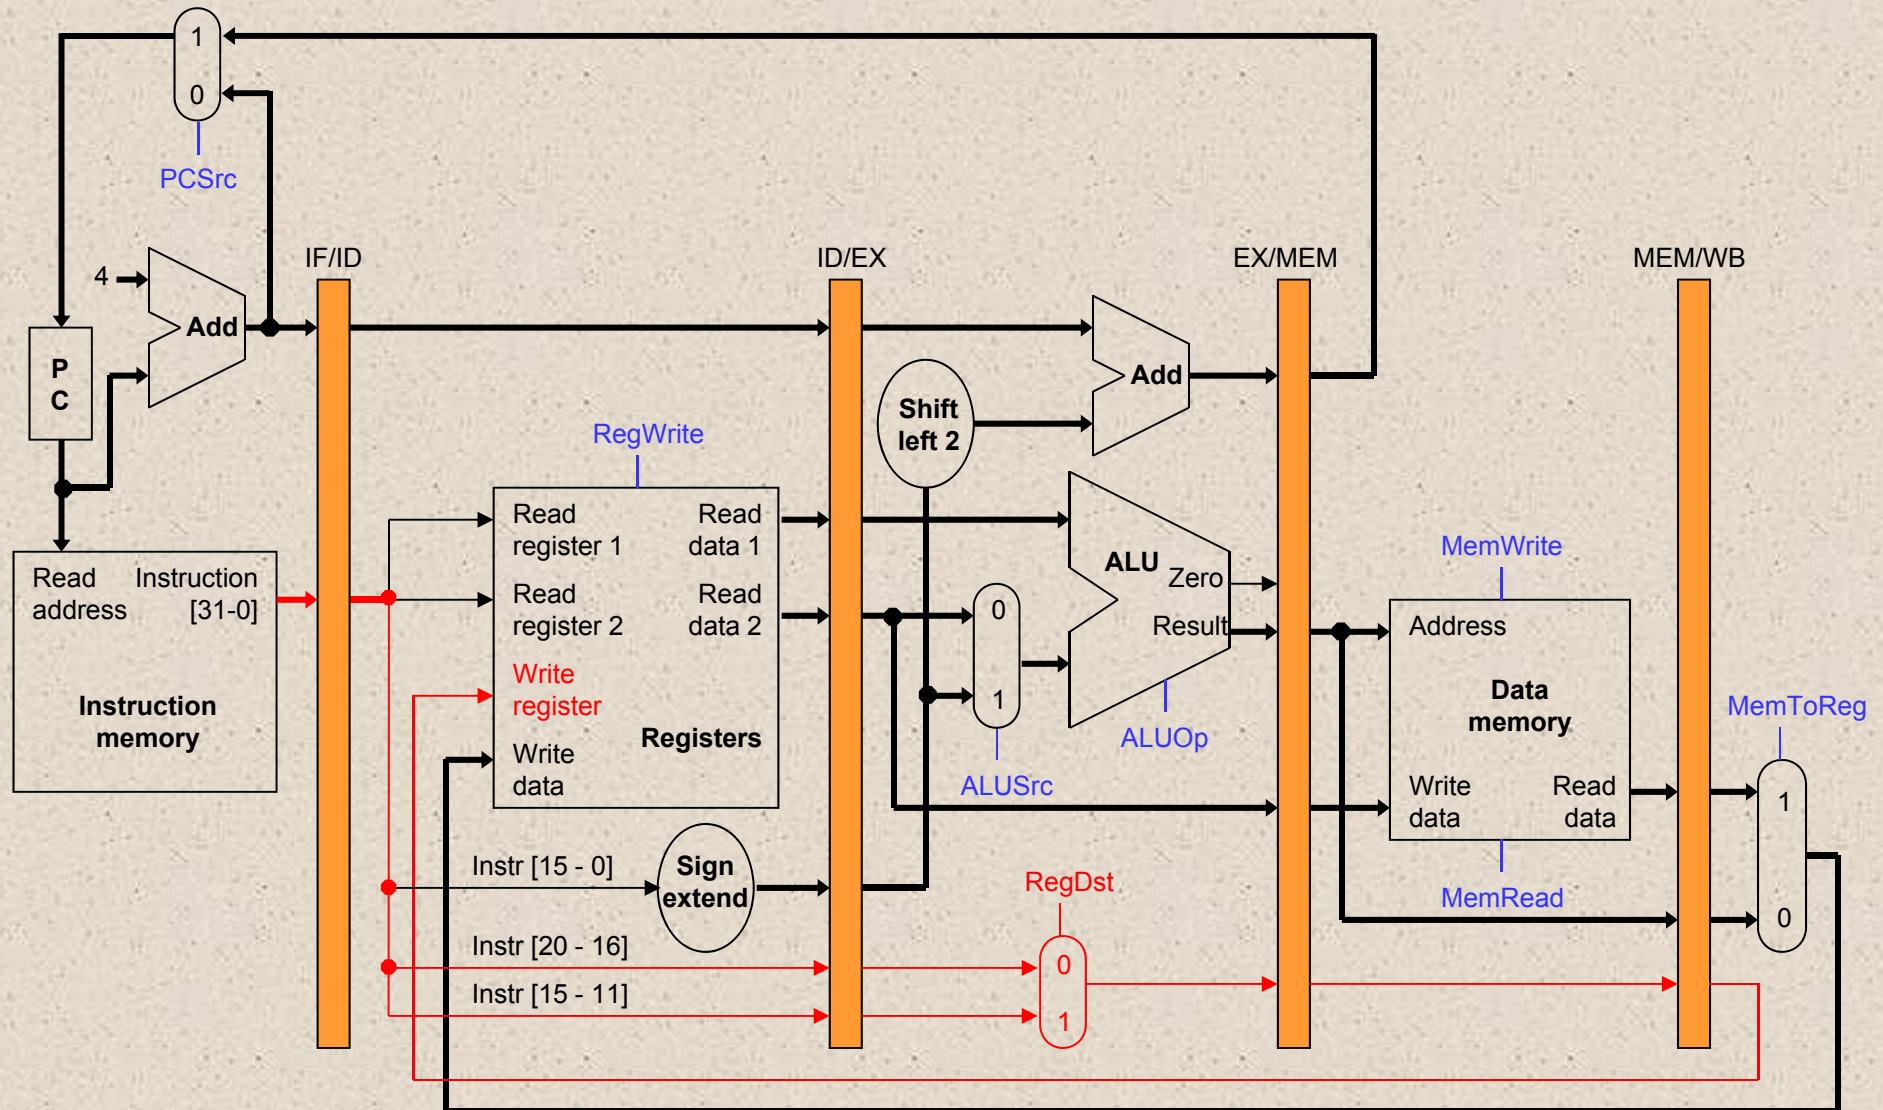 1
0
PCSrc
IF/ID
ID/EX
EX/MEM
MEM/WB
4
Add
P
C
Add
Shift
left 2
RegWrite
Read
register 1
Read
data 1
Read
register 2
Read
data 2
Write
register
Registers
Write
data
Read
address
Instruction
[31-0]
Instruction
memory
ALU
Zero
Result
ALUOp
0
1
ALUSrc
MemWrite
Address
Data
memory
Write
data
Read
data
MemRead
MemToReg
1
0
Instr [15 - 0]
Sign
extend
Instr [20 - 16]
Instr [15 - 11]
RegDst
0
1